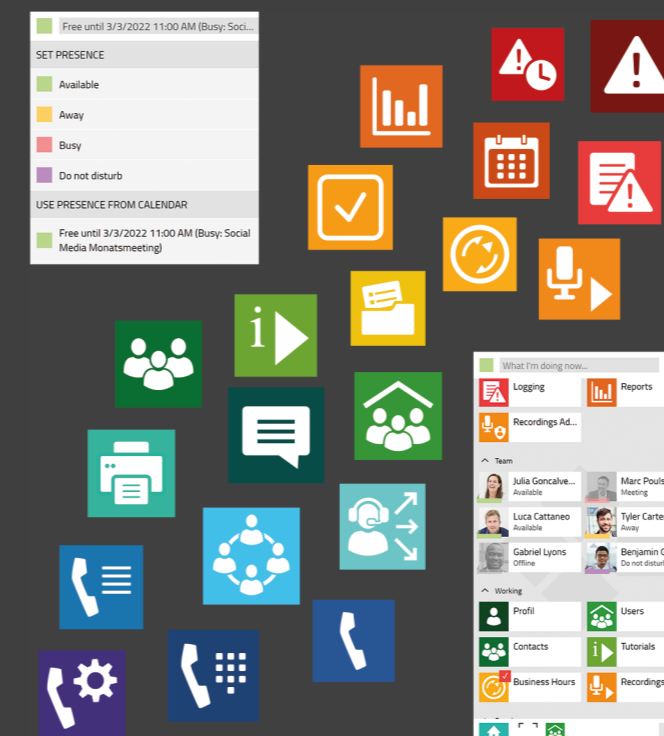 Free until 3/3/2022 11:00 AM (Busy: Soci...
SET PRESENCE
Available
Away
Busy
Do not disturb
USE PRESENCE FROM CALENDAR
Free until 3/3/2022 11:00 AM (Busy: Social
Media Monatsmeeting)
i
What I'm doing now...
Logging
Reports
Recordings Ad...
Team
Julia Goncalve...
Available
Marc Pouls
Meeting
Luca Cattaneo
Available
Tyler Carte
Away
Gabriel Lyons
Offline
Benjamin C
Do not distur
Working
Profil
Users
Contacts
i
Tutorials
Business Hours
Recordings